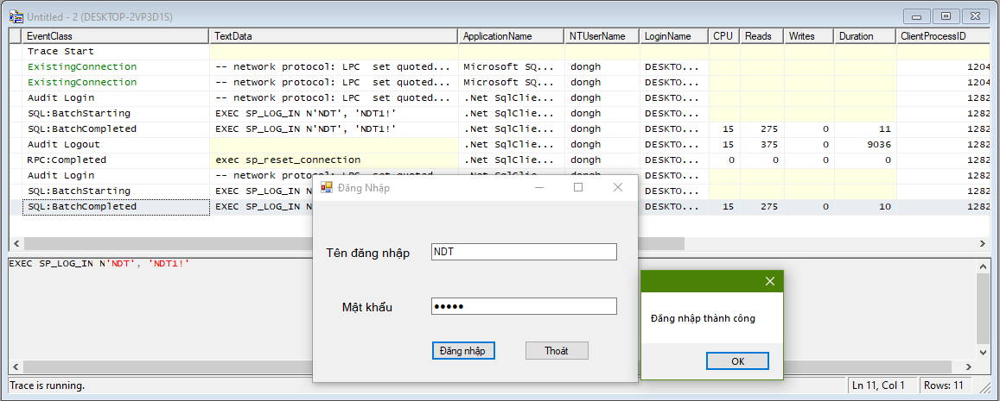 Untitled - 2 (DESKTOP-2VP3D1S)
EventClass TextData ApplicationName NTUserName LoginName CPU Reads Writes Duration ClientProcessID
Trace Start
ExistingConnection -- network protocol: LPC set quoted... Microsoft SQ... dongh DESKTO... 1204
ExistingConnection -- network protocol: LPC set quoted... Microsoft SQ... dongh DESKTO... 1204
Audit Login -- network protocol: LPC set quoted... .Net SqlClie... dongh DESKTO... 1282
SQL:BatchStarting EXEC SP_LOG_IN N'NDT', 'NDT1!' .Net SqlClie... dongh DESKTO... 1282
SQL:BatchCompleted EXEC SP_LOG_IN N'NDT', 'NDT1!' .Net SqlClie... dongh DESKTO... 15 275 0 11 1282
Audit Logout .Net SqlClie... dongh DESKTO... 15 375 0 9036 1282
RPC:Completed exec sp_reset_connection .Net SqlClie... dongh DESKTO... 0 0 0 0 1282
Audit Login -- network protocol: LPC set quoted... .Net SqlClie... dongh DESKTO... 1282
SQL:BatchStarting EXEC SP_LOG_IN N DESKTO... 1282
SQL:BatchCompleted EXEC SP_LOG_IN N DESKTO... 15 275 0 10 1282
EXEC SP_LOG_IN N'NDT', 'NDT1!'
Đăng Nhập
Tên đăng nhập NDT
Mật khẩu •••••
Đăng nhập Thoát
Đăng nhập thành công
OK
Trace is running. Ln 11, Col 1 Rows: 11